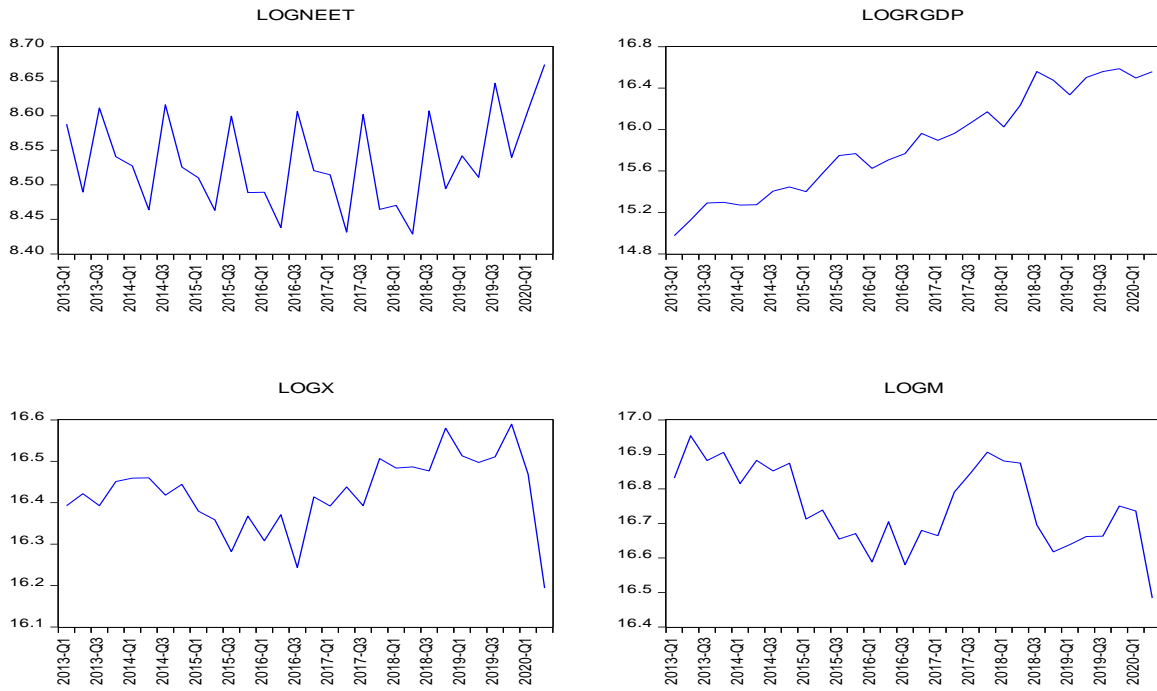 LOGNEET
8.70
8.65
8.60
8.55
8.50
8.45
8.40
2013-Q1
2013-Q3
2014-Q1
2014-Q3
2015-Q1
2015-Q3
2016-Q1
2016-Q3
2017-Q1
2017-Q3
2018-Q1
2018-Q3
2019-Q1
2019-Q3
2020-Q1
LOGRGDP
16.8
16.4
16.0
15.6
15.2
14.8
2013-Q1
2013-Q3
2014-Q1
2014-Q3
2015-Q1
2015-Q3
2016-Q1
2016-Q3
2017-Q1
2017-Q3
2018-Q1
2018-Q3
2019-Q1
2019-Q3
2020-Q1
LOGX
16.6
16.5
16.4
16.3
16.2
16.1
2013-Q1
2013-Q3
2014-Q1
2014-Q3
2015-Q1
2015-Q3
2016-Q1
2016-Q3
2017-Q1
2017-Q3
2018-Q1
2018-Q3
2019-Q1
2019-Q3
2020-Q1
LOGM
17.0
16.9
16.8
16.7
16.6
16.5
16.4
2013-Q1
2013-Q3
2014-Q1
2014-Q3
2015-Q1
2015-Q3
2016-Q1
2016-Q3
2017-Q1
2017-Q3
2018-Q1
2018-Q3
2019-Q1
2019-Q3
2020-Q1